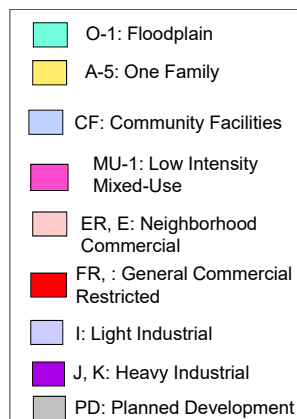 O-1: Floodplain
A-5: One Family
CF: Community Facilities
MU-1: Low Intensity
Mixed-Use
ER, E: Neighborhood
Commercial
FR, : General Commercial
Restricted
I: Light Industrial
J, K: Heavy Industrial
PD: Planned Development